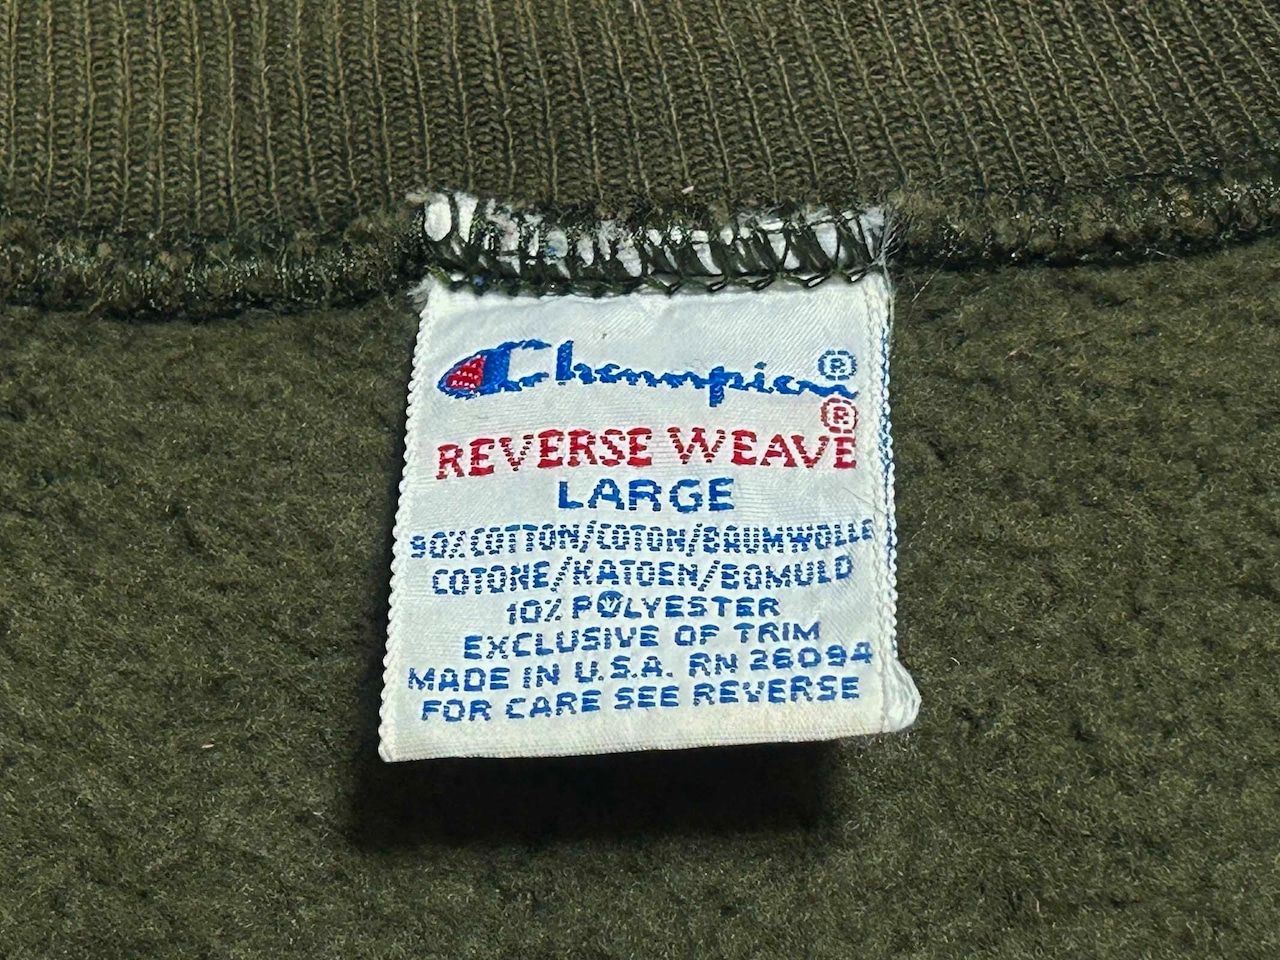 Champion ®
®
REVERSE WEAVE
LARGE
90% COTTON/COTON/BAUMWOLLE
COTONE/KATOEN/BOMULD
10% POLYESTER
EXCLUSIVE OF TRIM
MADE IN U.S.A. RN 26094
FOR CARE SEE REVERSE